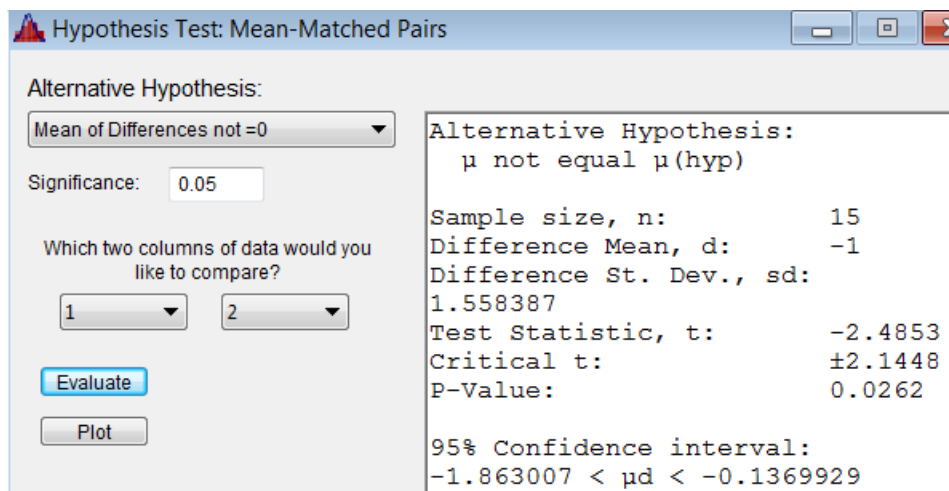 Hypothesis Test: Mean-Matched Pairs
Alternative Hypothesis:
Mean of Differences not =0
Significance: 0.05
Which two columns of data would you
like to compare?
1 2
Evaluate
Plot
Alternative Hypothesis:
μ not equal μ(hyp)
Sample size, n: 15
Difference Mean, d: -1
Difference St. Dev., sd:
1.558387
Test Statistic, t: -2.4853
Critical t: ±2.1448
P-Value: 0.0262
95% Confidence interval:
-1.863007 < μd < -0.1369929